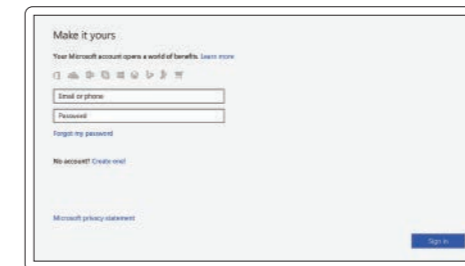 Make it yours
Your Microsoft account opens a world of benefits. Learn more
Email or phone
Password
Forgot my password
No account? Create one!
Microsoft privacy statement
Sign in